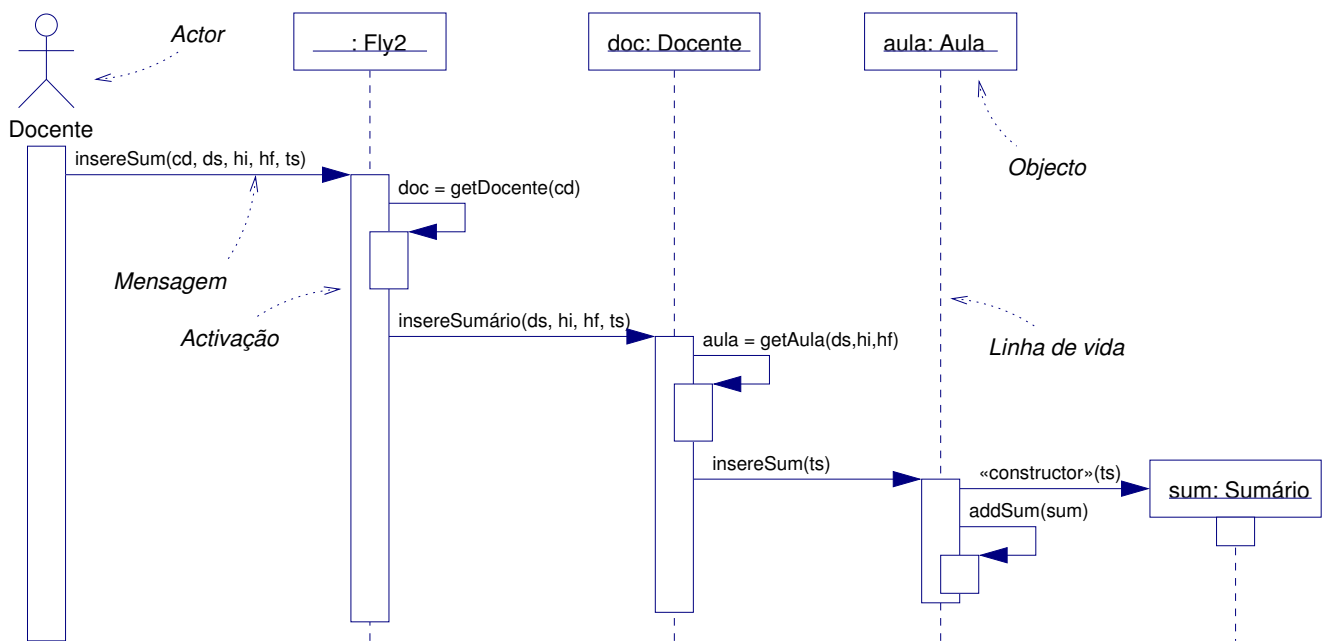 Actor
: Fly2
doc: Docente
aula: Aula
Docente
insereSum(cd, ds, hi, hf, ts)
doc = getDocente(cd)
Objecto
Mensagem
Activação
insereSumário(ds, hi, hf, ts)
aula = getAula(ds,hi,hf)
Linha de vida
insereSum(ts)
«constructor»(ts)
sum: Sumário
addSum(sum)